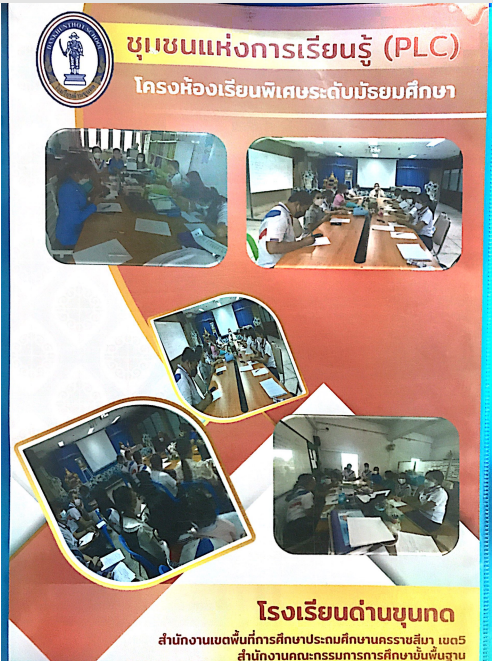 DANKHUNTHOT SCHOOL
ชุมชนแห่งการเรียนรู้ (PLC)
โครงห้องเรียนพิเศษระดับมัธยมศึกษา
โรงเรียนด่านขุนทด
สำนักงานเขตพื้นที่การศึกษาประถมศึกษานครราชสีมา เขต5
สำนักงานคณะกรรมการการศึกษาขั้นพื้นฐาน